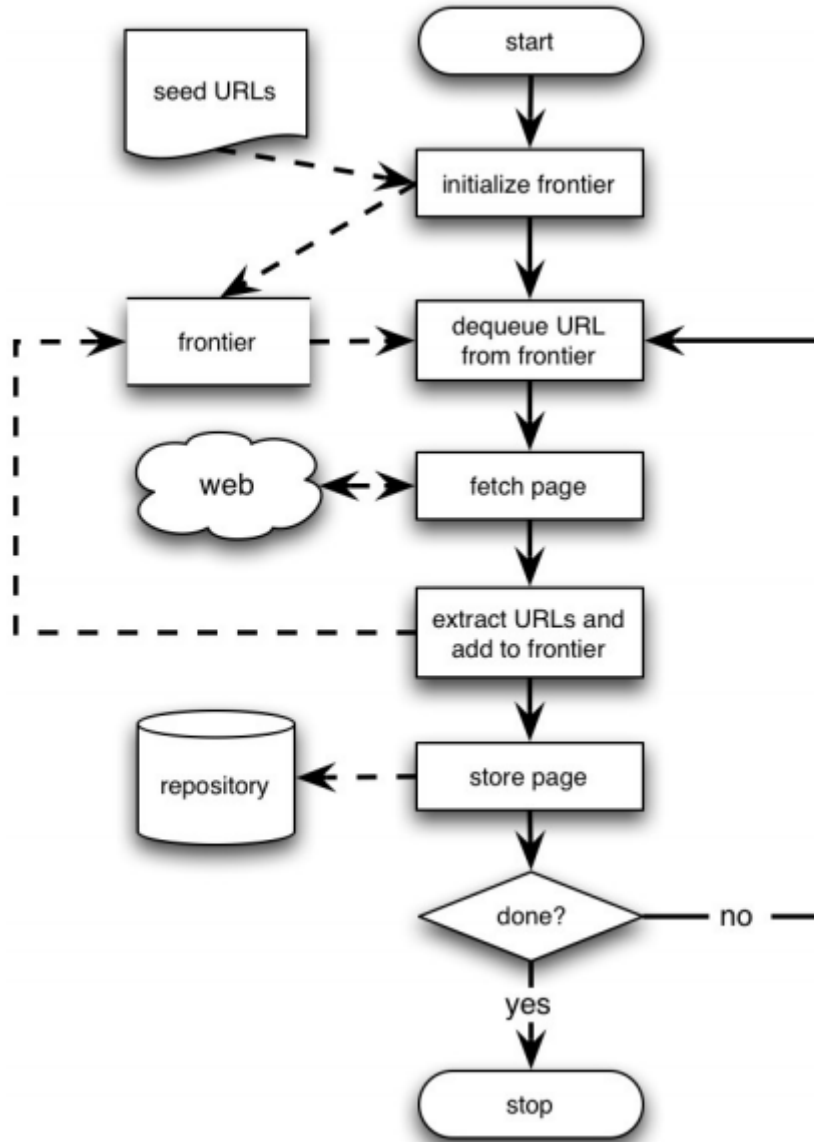 start
seed URLs
initialize frontier
frontier
dequeue URL
from frontier
web
fetch page
extract URLs and
add to frontier
repository
store page
done?
no
yes
stop